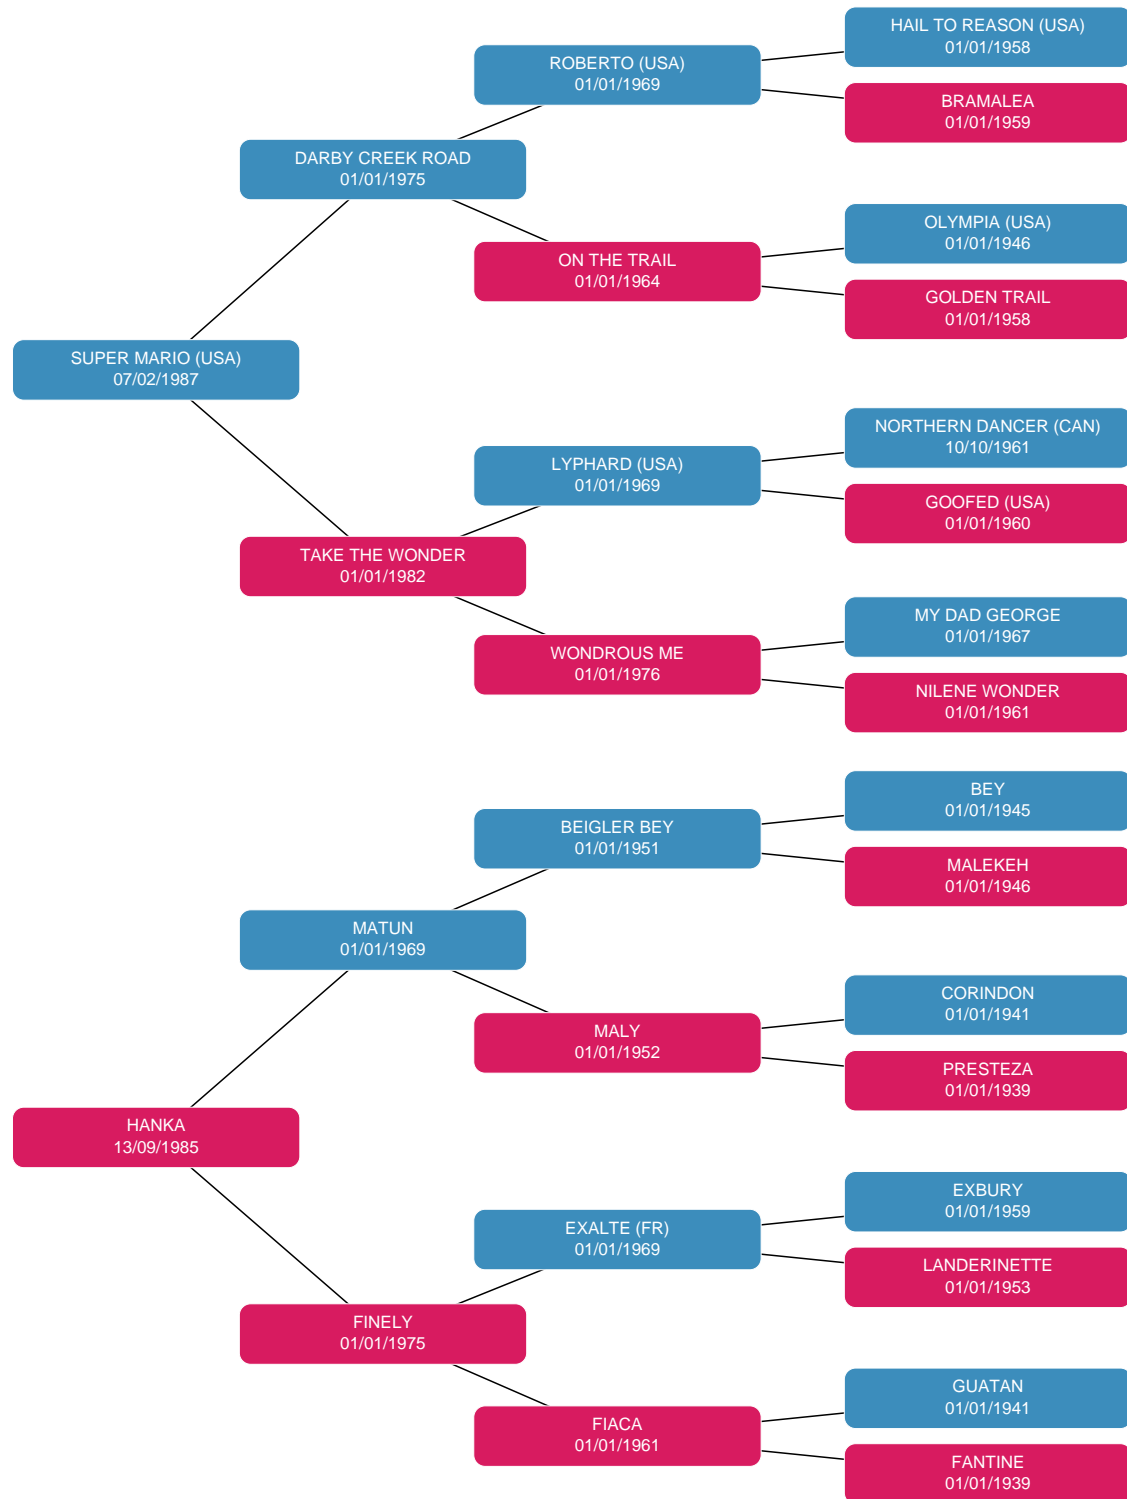 HAIL TO REASON (USA)
01/01/1958
ROBERTO (USA)
01/01/1969
BRAMALEA
01/01/1959
DARBY CREEK ROAD
01/01/1975
OLYMPIA (USA)
01/01/1946
ON THE TRAIL
01/01/1964
GOLDEN TRAIL
01/01/1958
SUPER MARIO (USA)
07/02/1987
NORTHERN DANCER (CAN)
10/10/1961
LYPHARD (USA)
01/01/1969
GOOFED (USA)
01/01/1960
TAKE THE WONDER
01/01/1982
MY DAD GEORGE
01/01/1967
WONDROUS ME
01/01/1976
NILENE WONDER
01/01/1961
BEY
01/01/1945
BEIGLER BEY
01/01/1951
MALEKEH
01/01/1946
MATUN
01/01/1969
CORINDON
01/01/1941
MALY
01/01/1952
PRESTEZA
01/01/1939
HANKA
13/09/1985
EXBURY
01/01/1959
EXALTE (FR)
01/01/1969
LANDERINETTE
01/01/1953
FINELY
01/01/1975
GUATAN
01/01/1941
FIACA
01/01/1961
FANTINE
01/01/1939